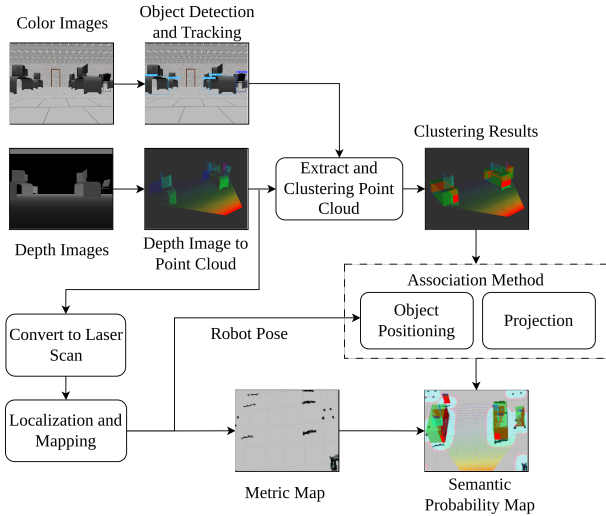 Color Images
Object Detection
and Tracking
Clustering Results
Extract and
Clustering Point
Cloud
Depth Images
Depth Image to
Point Cloud
Association Method
Object
Positioning
Projection
Convert to Laser
Scan
Robot Pose
Localization and
Mapping
Metric Map
Semantic
Probability Map